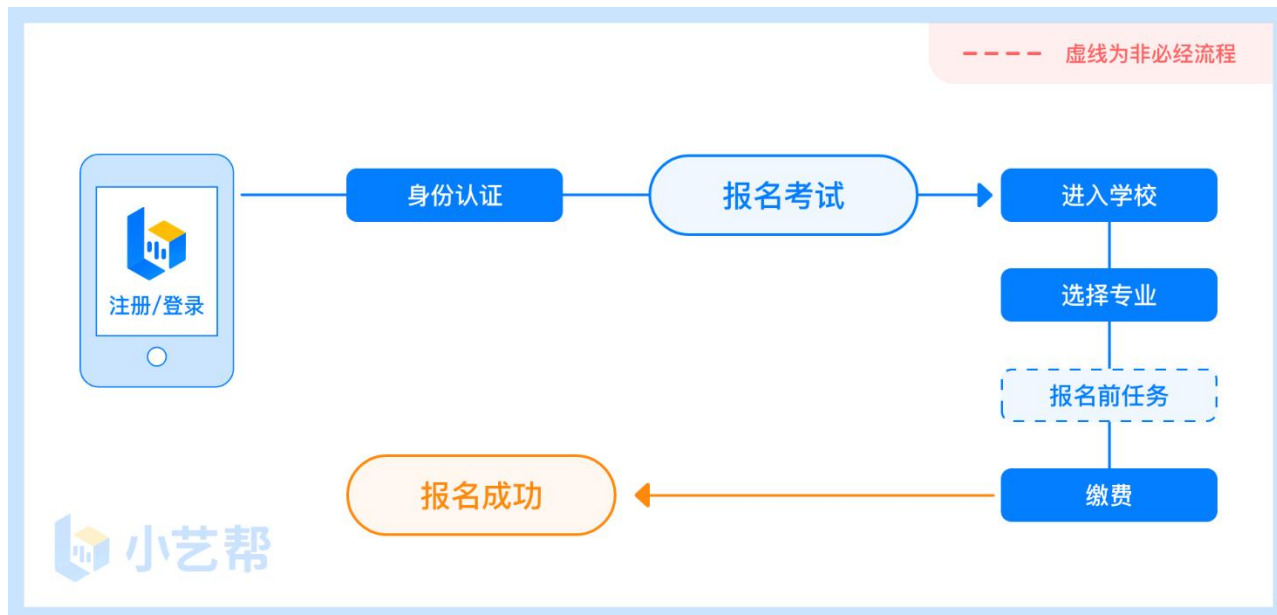 虚线为非必经流程
身份认证
报名考试
进入学校
注册/登录
选择专业
报名前任务
缴费
报名成功
小艺帮